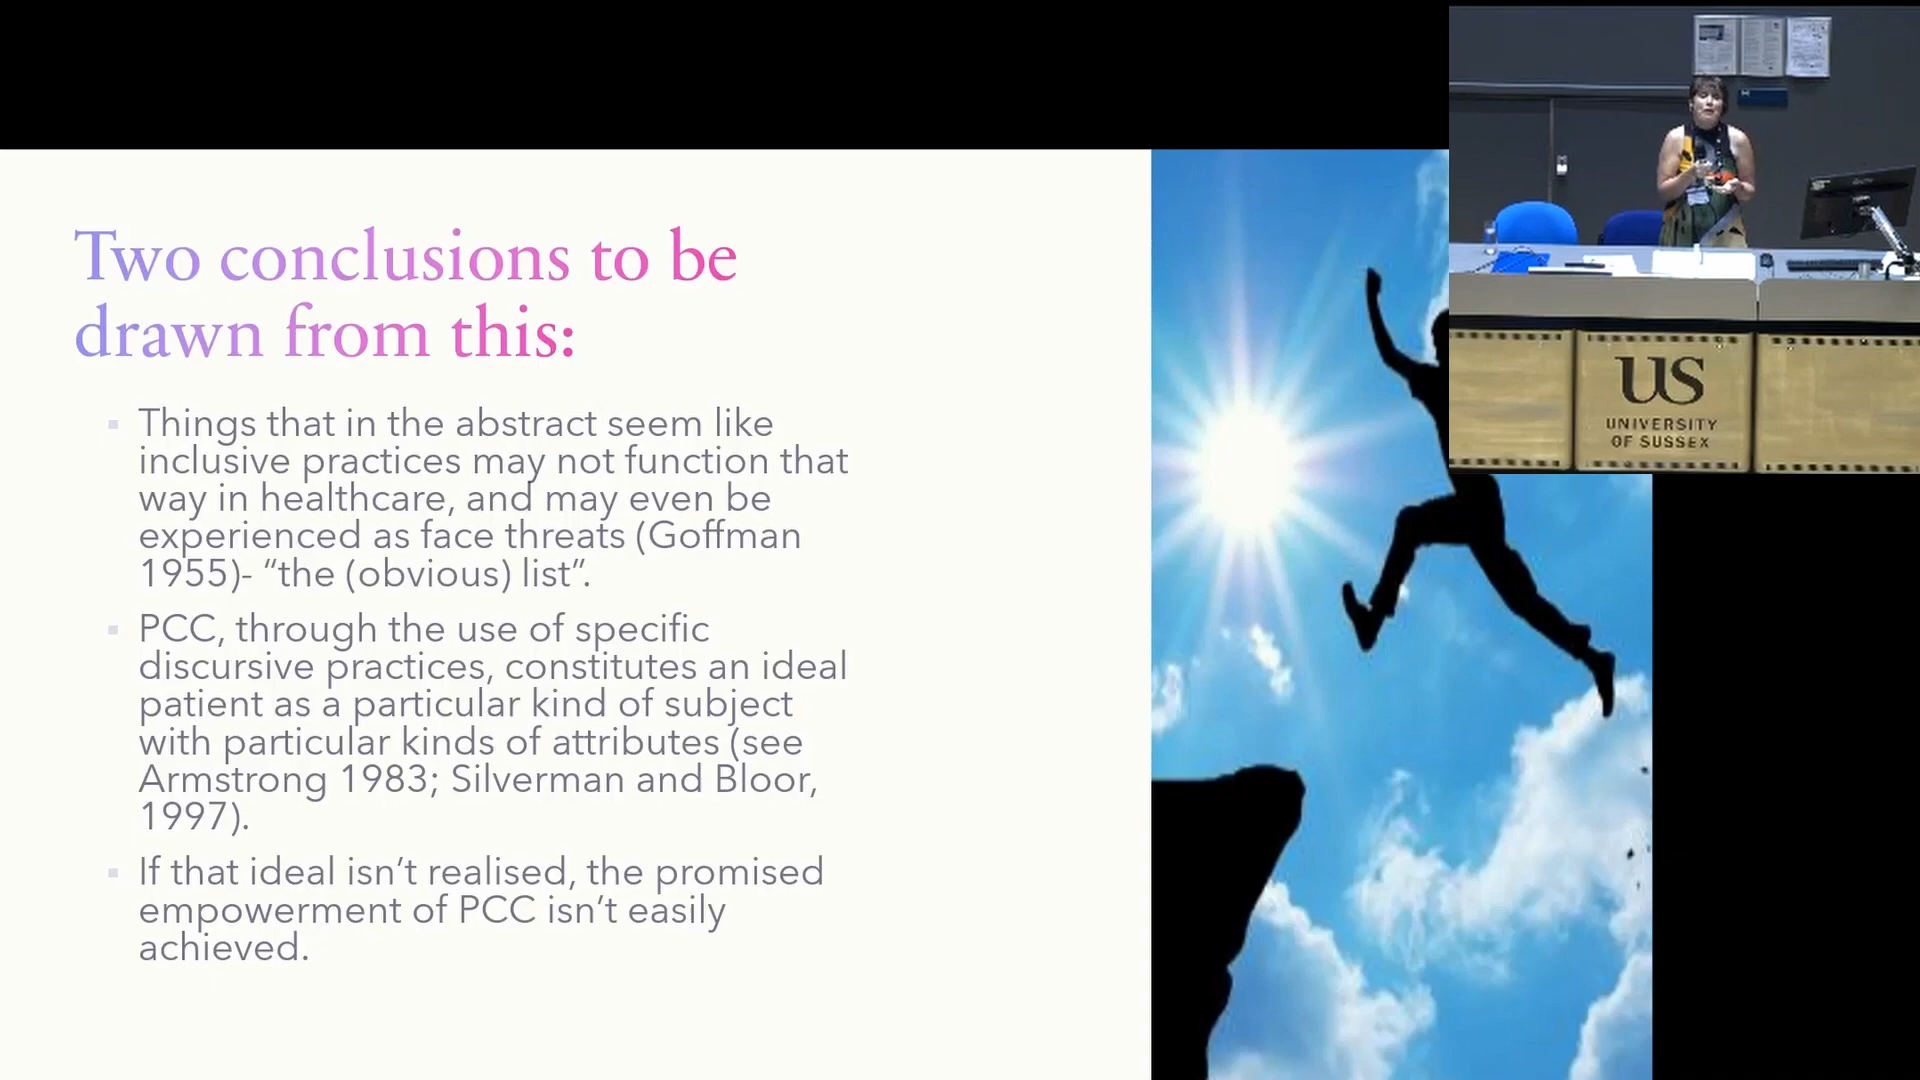 Two conclusions to be
drawn from this:
Things that in the abstract seem like
inclusive practices may not function that
way in healthcare, and may even be
experienced as face threats (Goffman
1955)- “the (obvious) list”.
PCC, through the use of specific
discursive practices, constitutes an ideal
patient as a particular kind of subject
with particular kinds of attributes (see
Armstrong 1983; Silverman and Bloor,
1997).
If that ideal isn’t realised, the promised
empowerment of PCC isn’t easily
achieved.
US
UNIVERSITY
OF SUSSEX